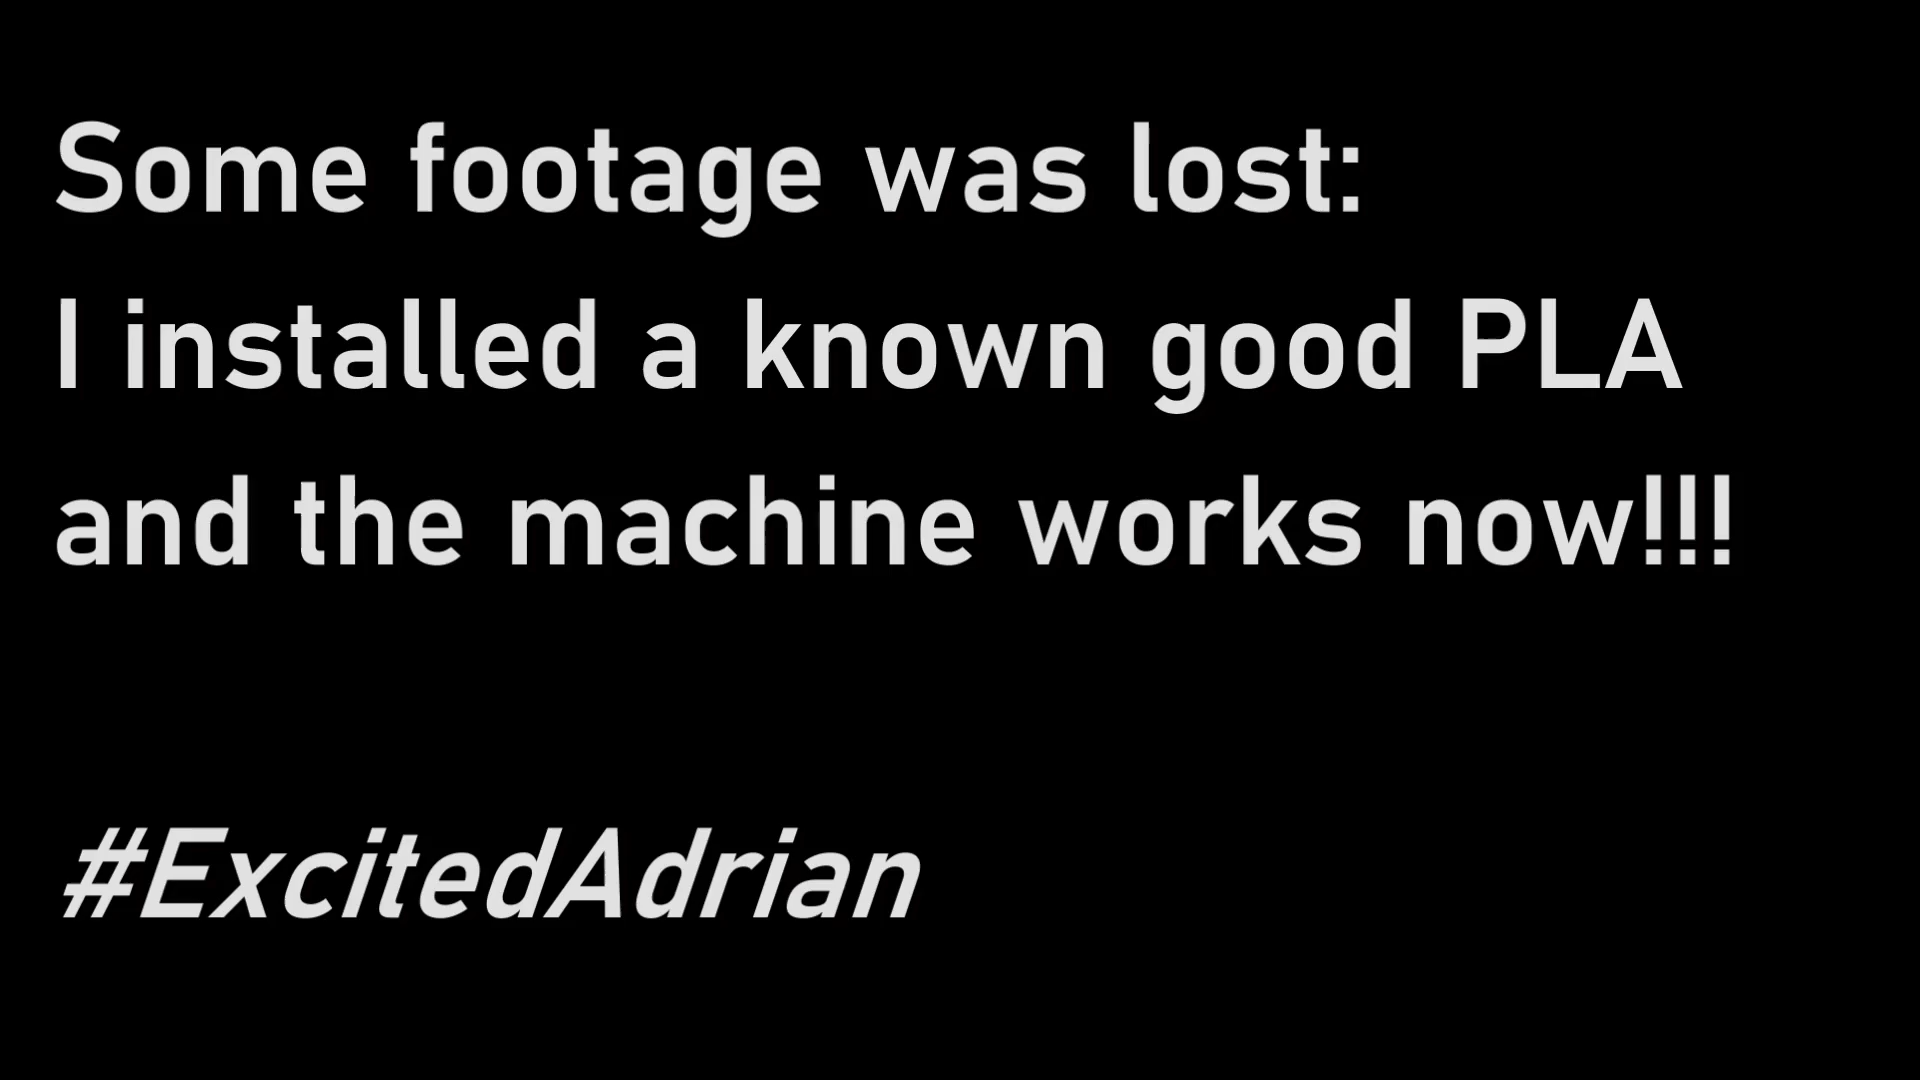 Some footage was lost:
I installed a known good PLA
and the machine works now!!!
#ExcitedAdrian